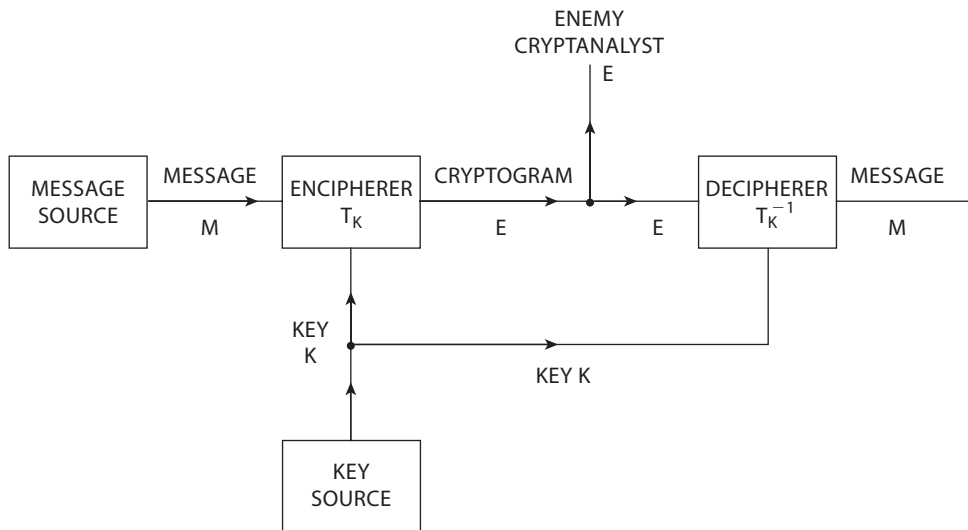 ENEMY
CRYPTANALYST
E
MESSAGE
SOURCE
MESSAGE
M
ENCIPHERER
T_K
CRYPTOGRAM
E
E
DECIPHERER
T_K^−1
MESSAGE
M
KEY
K
KEY K
KEY
SOURCE